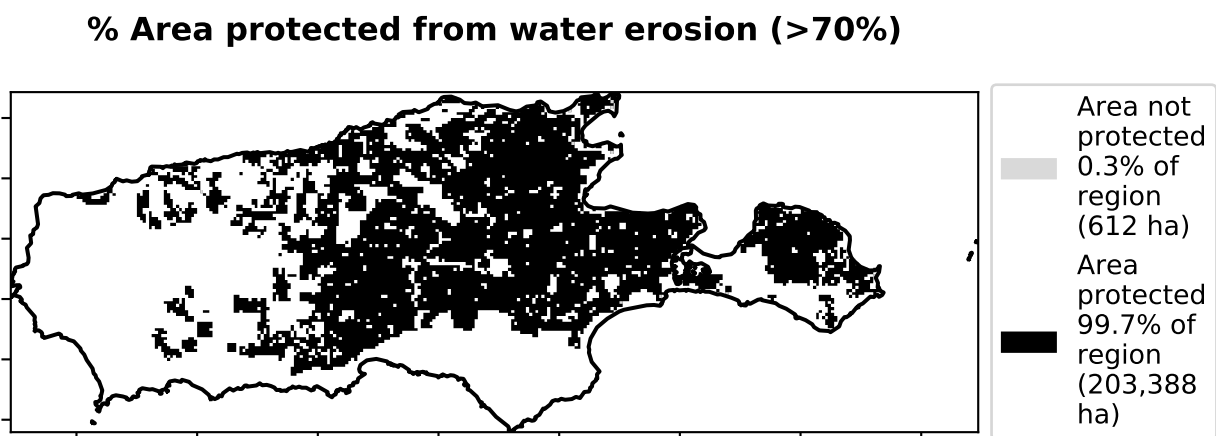 % Area protected from water erosion (>70%)
Area not
protected
0.3% of
region
(612 ha)
Area
protected
99.7% of
region
(203,388
ha)